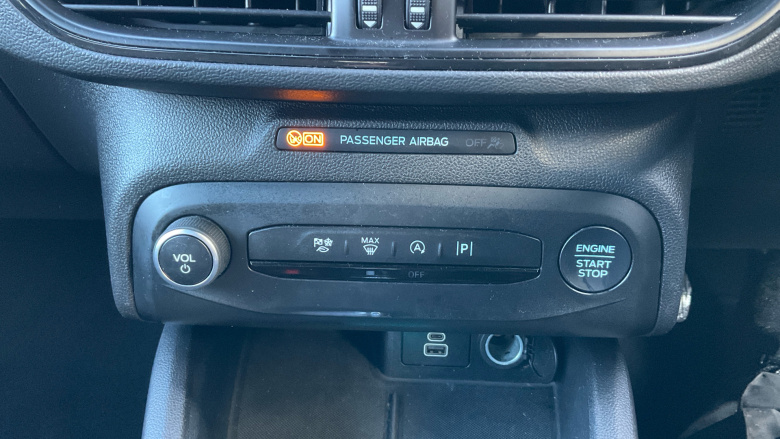 ON PASSENGER AIRBAG OFF
VOL
MAX
A
P
OFF
ENGINE
START
STOP